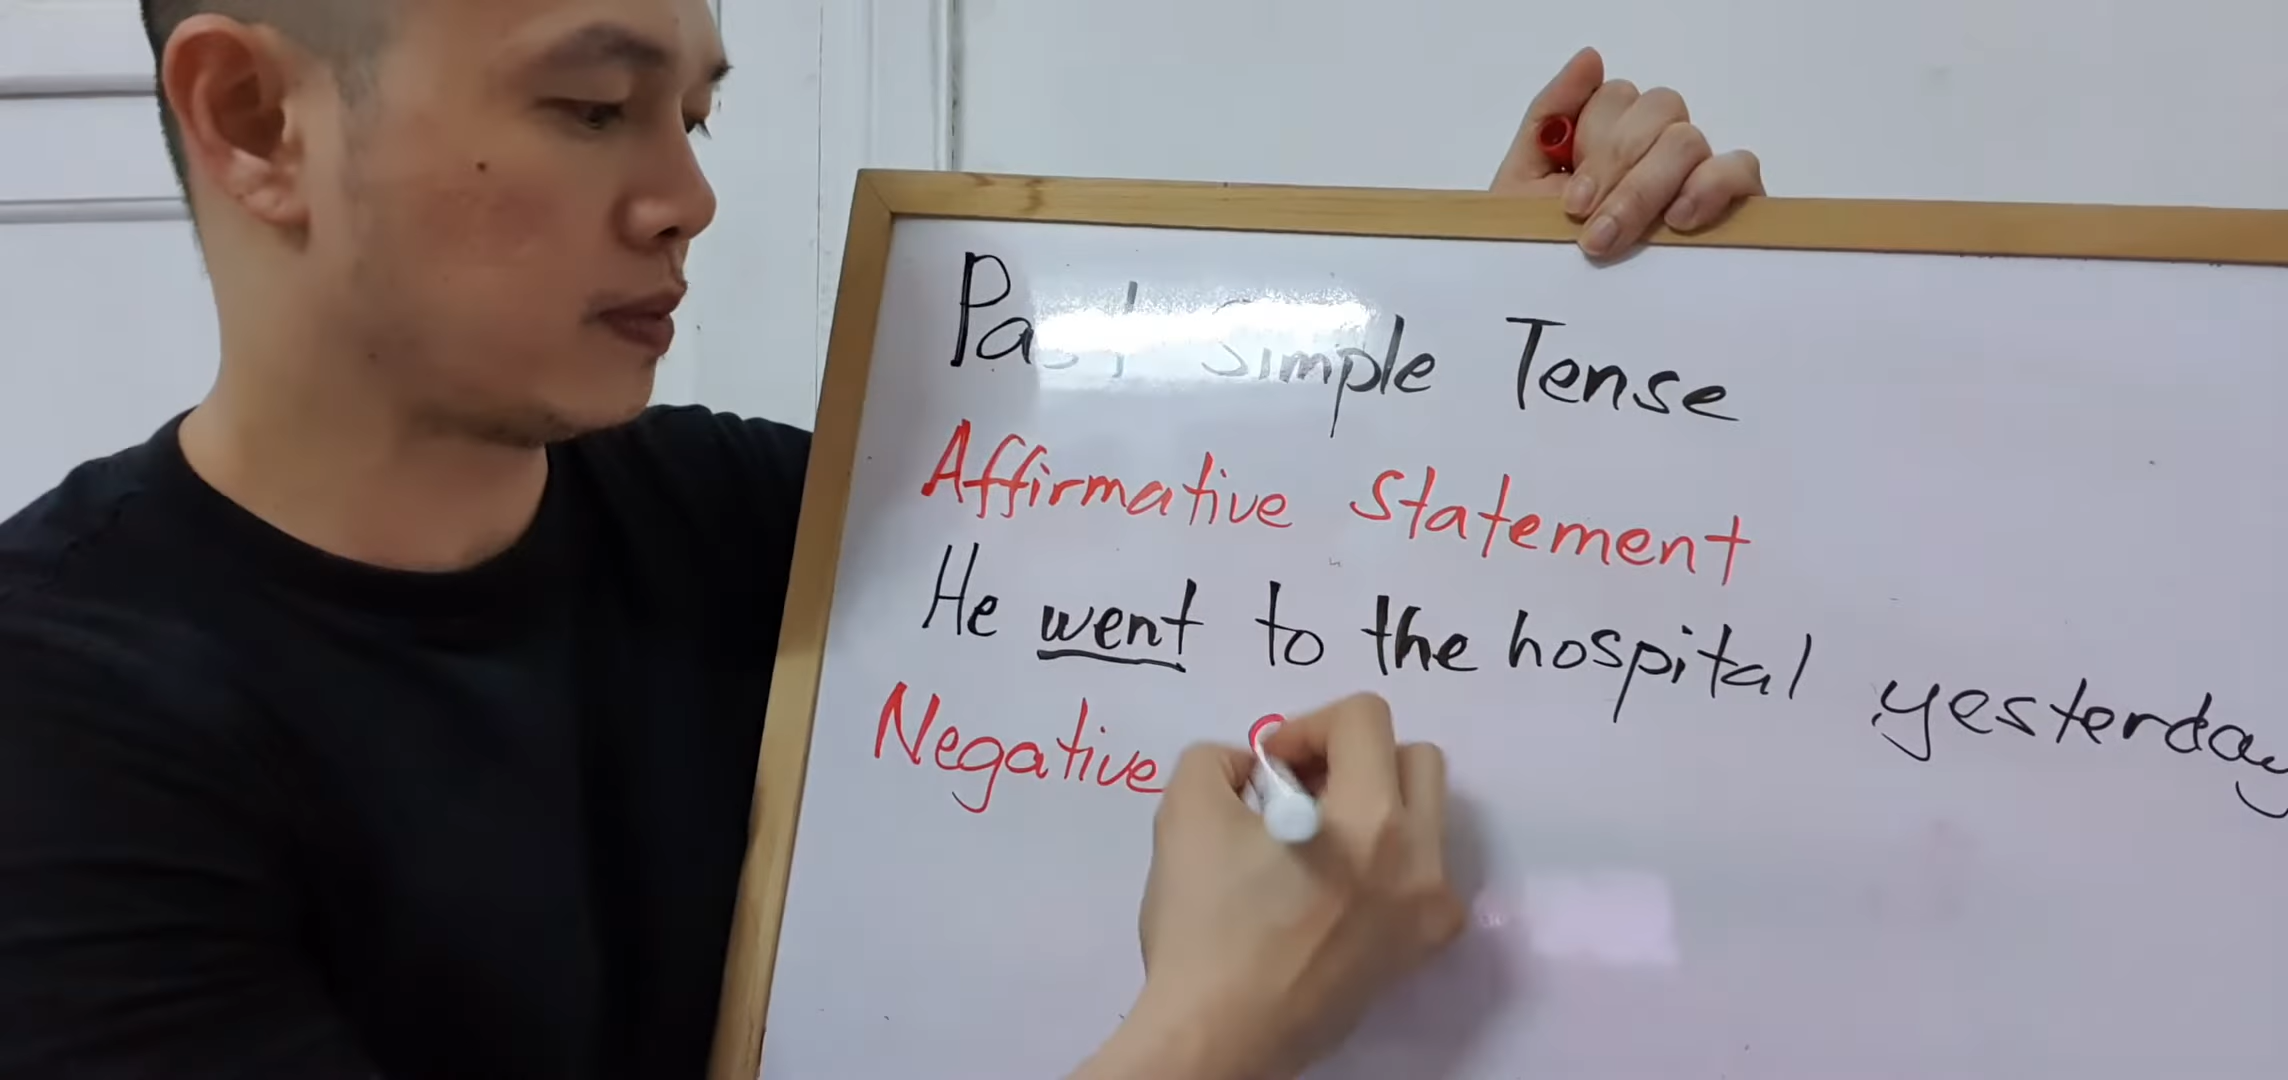 Past Simple Tense
Affirmative Statement
He went to the hospital yesterday
Negative S